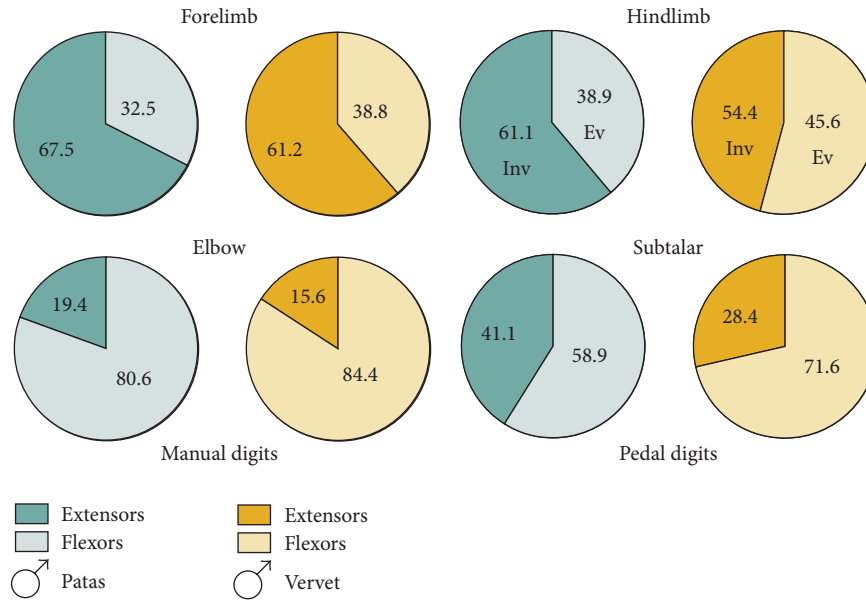 Forelimb Hindlimb
32.5 38.8 38.9 54.4 45.6
67.5 61.2 61.1 Ev Inv Ev
Inv
Elbow Subtalar
19.4 15.6 41.1 28.4
80.6 84.4 58.9 71.6
Manual digits Pedal digits
Extensors Extensors
Flexors Flexors
Patas Vervet